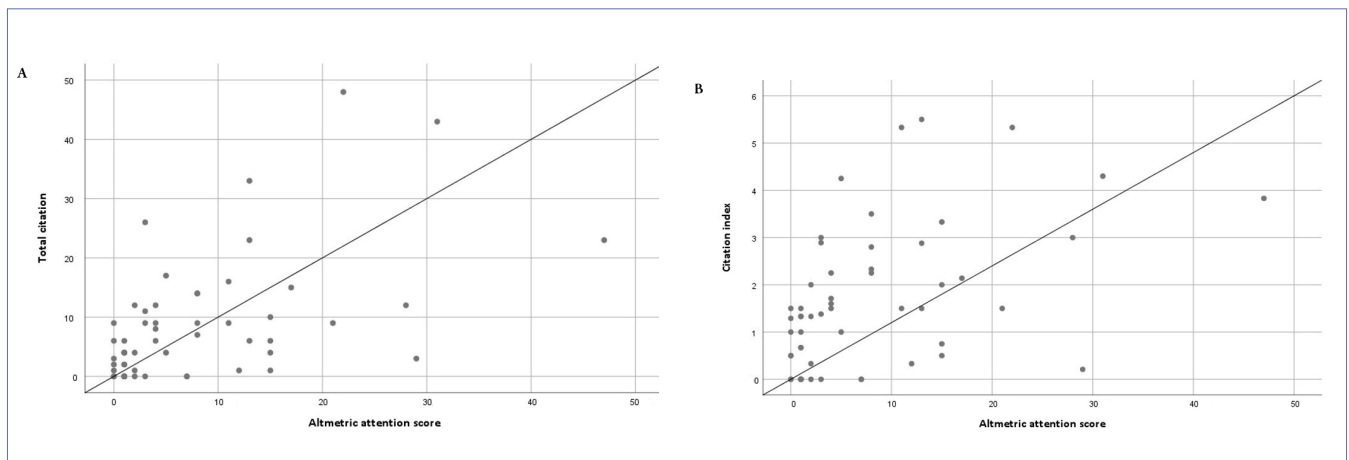 A
Total citation
50
40
30
20
10
0
0 10 20 30 40 50
Altmetric attention score
B
Citation index
6
5
4
3
2
1
0
0 10 20 30 40 50
Altmetric attention score